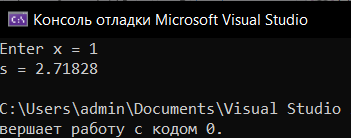 Консоль отладки Microsoft Visual Studio
Enter x = 1
s = 2.71828
C:\Users\admin\Documents\Visual Studio
вершает работу с кодом 0.